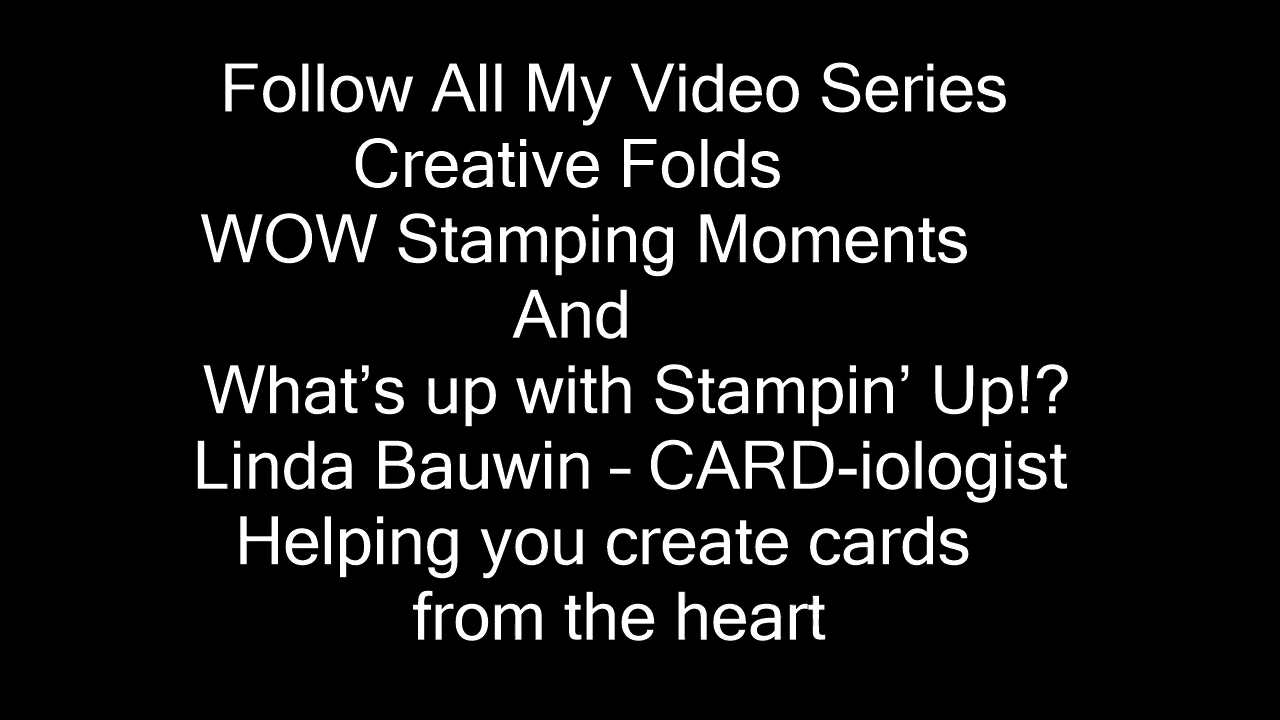 Follow All My Video Series
Creative Folds
WOW Stamping Moments
And
What’s up with Stampin’ Up!?
Linda Bauwin – CARD-iologist
Helping you create cards
from the heart